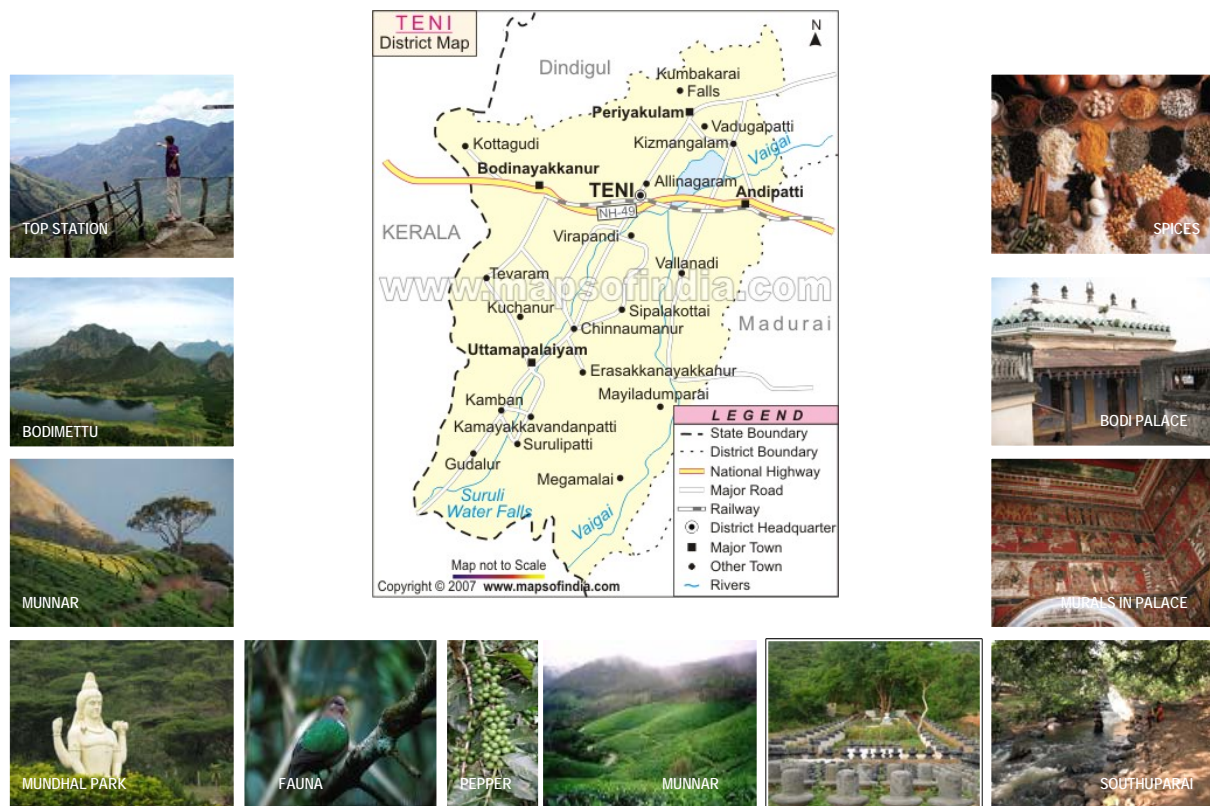 TENI
District Map
N
Dindigul
Kumbakarai
Falls
Periyakulam
Vadugapatti
Kizmangalam
Vaigai
Kottagudi
Bodinayakkanur
Allinagaram
TENI
Andipatti
NH-49
KERALA
Virapandi
Vallanadi
Tevaram
www.mapsofindia.com
Kuchanur
Sipalakottai
Chinnaumanur
Madurai
Uttamapalaiyam
Erasakkanayakkanur
Mayiladumparai
Kamban
Kamayakkavandanpatti
Surulipatti
Gudalur
Megamalai
Suruli
Water Falls
Vaigai
Map not to Scale
Copyright © 2007 www.mapsofindia.com
LEGEND
State Boundary
District Boundary
National Highway
Major Road
Railway
District Headquarter
Major Town
Other Town
Rivers
TOP STATION
SPICES
BODIMETTU
BODI PALACE
MUNNAR
MURALS IN PALACE
MUNDHAL PARK
FAUNA
PEPPER
MUNNAR
SOUTHUPARAI